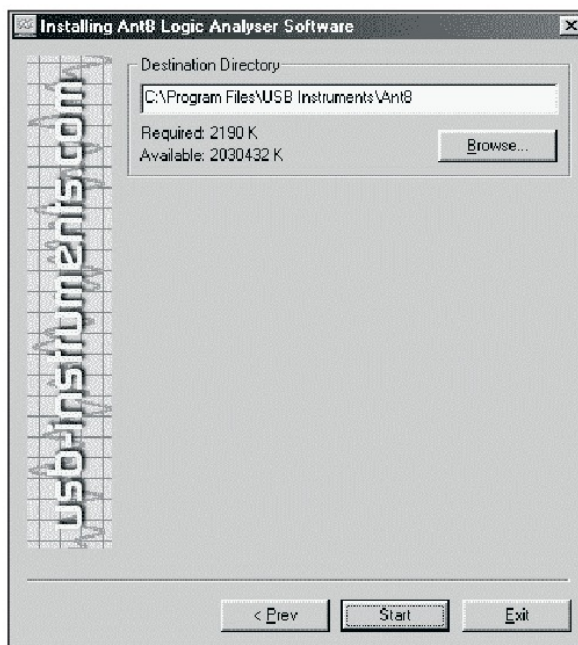 Installing Ant8 Logic Analyser Software
usb-instruments.com
Destination Directory
C:\Program Files\USB Instruments\Ant8
Required: 2190 K
Available: 2030432 K
Browse...
< Prev
Start
Exit